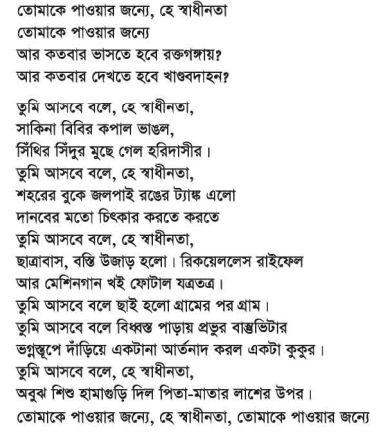 তোমাকে পাওয়ার জন্যে, হে স্বাধীনতা
তোমাকে পাওয়ার জন্যে
আর কতবার ভাসতে হবে রক্তগঙ্গায়?
আর কতবার দেখতে হবে খাণ্ডবদাহন?
তুমি আসবে বলে, হে স্বাধীনতা,
সাকিনা বিবির কপাল ভাঙল,
সিঁথির সিঁদুর মুছে গেল হরিদাসীর।
তুমি আসবে বলে, হে স্বাধীনতা,
শহরের বুকে জলপাই রঙের ট্যাঙ্ক এলো
দানবের মতো চিৎকার করতে করতে
তুমি আসবে বলে, হে স্বাধীনতা,
ছাত্রাবাস, বস্তি উজাড় হলো। রিকয়েললেস রাইফেল
আর মেশিনগান খই ফোটাল যত্রতত্র।
তুমি আসবে বলে ছাই হলো গ্রামের পর গ্রাম।
তুমি আসবে বলে বিধ্বস্ত পাড়ায় প্রভুর বাস্তুভিটার
ভগ্নস্তূপে দাঁড়িয়ে একটানা আর্তনাদ করল একটা কুকুর।
তুমি আসবে বলে, হে স্বাধীনতা,
অবুঝ শিশু হামাগুড়ি দিল পিতা-মাতার লাশের উপর।
তোমাকে পাওয়ার জন্যে, হে স্বাধীনতা, তোমাকে পাওয়ার জন্যে